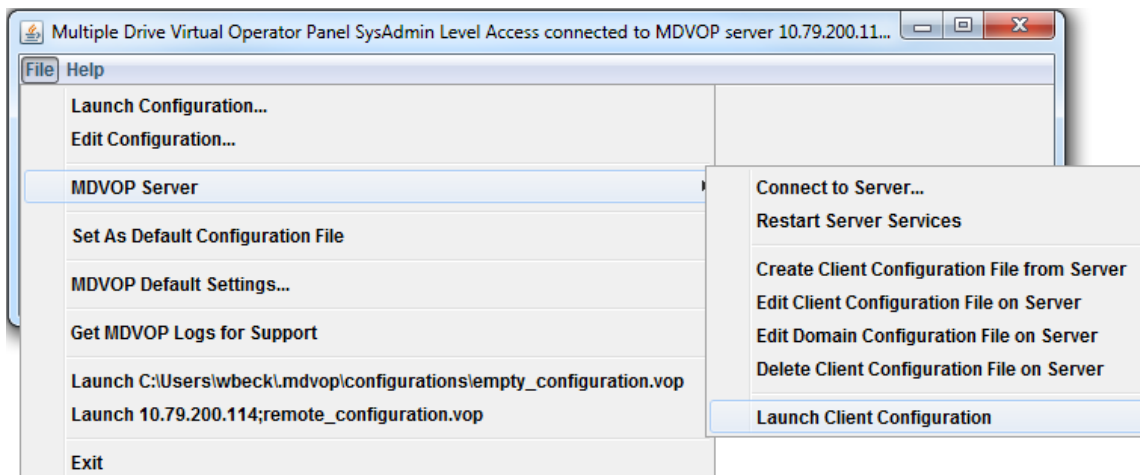 Multiple Drive Virtual Operator Panel SysAdmin Level Access connected to MDVOP server 10.79.200.11...
File Help
Launch Configuration...
Edit Configuration...
MDVOP Server
Set As Default Configuration File
MDVOP Default Settings...
Get MDVOP Logs for Support
Launch C:\Users\wbeck\.mdvop\configurations\empty_configuration.vop
Launch 10.79.200.114;remote_configuration.vop
Exit
Connect to Server...
Restart Server Services
Create Client Configuration File from Server
Edit Client Configuration File on Server
Edit Domain Configuration File on Server
Delete Client Configuration File on Server
Launch Client Configuration